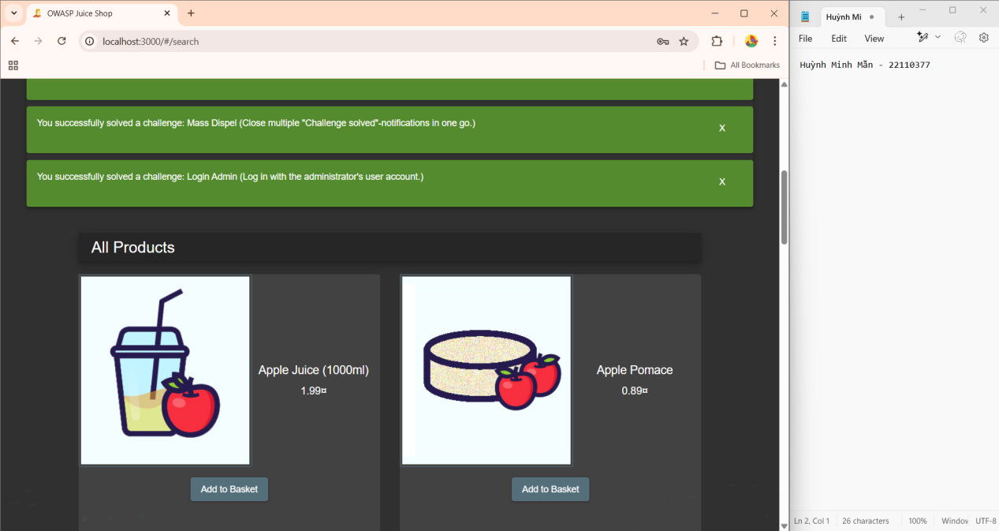 OWASP Juice Shop
localhost:3000/#/search
All Bookmarks
You successfully solved a challenge: Mass Dispel (Close multiple "Challenge solved"-notifications in one go.)
X
You successfully solved a challenge: Login Admin (Log in with the administrator's user account.)
X
All Products
Apple Juice (1000ml)
1.99¤
Add to Basket
Apple Pomace
0.89¤
Add to Basket
Huỳnh Mi
File Edit View
Huỳnh Minh Mẫn - 22110377
Ln 2, Col 1 26 characters 100% Window UTF-8